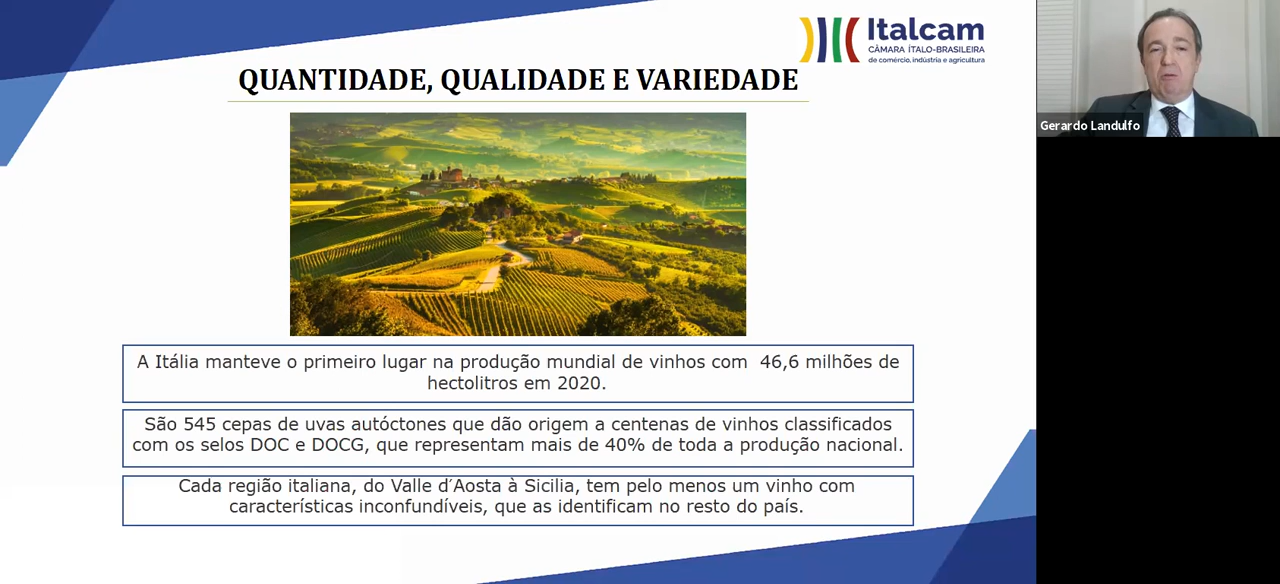 Italcam
CÂMARA ÍTALO-BRASILEIRA
de comércio, indústria e agricultura
QUANTIDADE, QUALIDADE E VARIEDADE
Gerardo Landulfo
A Itália manteve o primeiro lugar na produção mundial de vinhos com 46,6 milhões de
hectolitros em 2020.
São 545 cepas de uvas autóctones que dão origem a centenas de vinhos classificados
com os selos DOC e DOCG, que representam mais de 40% de toda a produção nacional.
Cada região italiana, do Valle d´Aosta à Sicilia, tem pelo menos um vinho com
características inconfundíveis, que as identificam no resto do país.